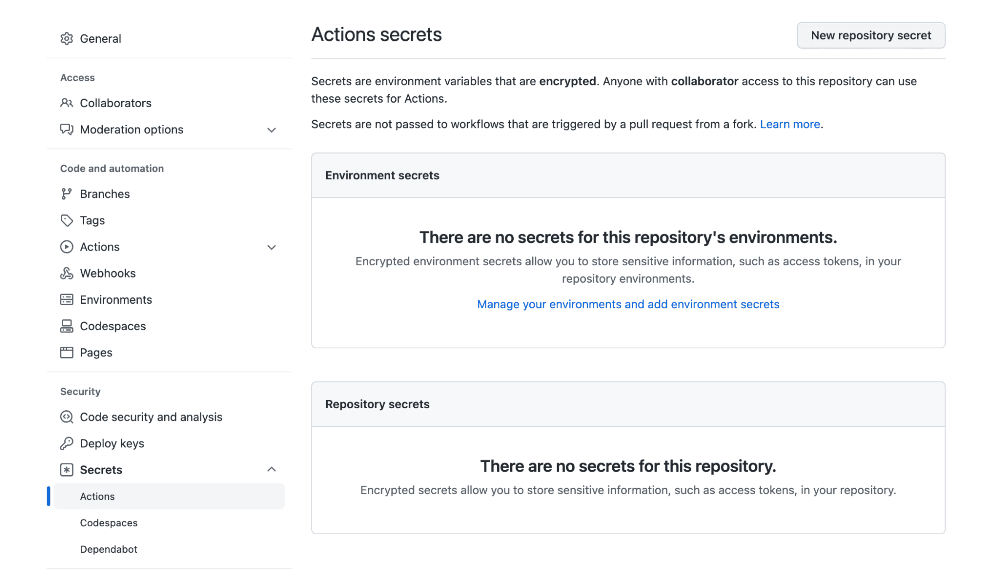 General
Access
Collaborators
Moderation options
Code and automation
Branches
Tags
Actions
Webhooks
Environments
Codespaces
Pages
Security
Code security and analysis
Deploy keys
Secrets
Actions
Codespaces
Dependabot
Actions secrets
New repository secret
Secrets are environment variables that are encrypted. Anyone with collaborator access to this repository can use
these secrets for Actions.
Secrets are not passed to workflows that are triggered by a pull request from a fork. Learn more.
Environment secrets
There are no secrets for this repository's environments.
Encrypted environment secrets allow you to store sensitive information, such as access tokens, in your
repository environments.
Manage your environments and add environment secrets
Repository secrets
There are no secrets for this repository.
Encrypted secrets allow you to store sensitive information, such as access tokens, in your repository.